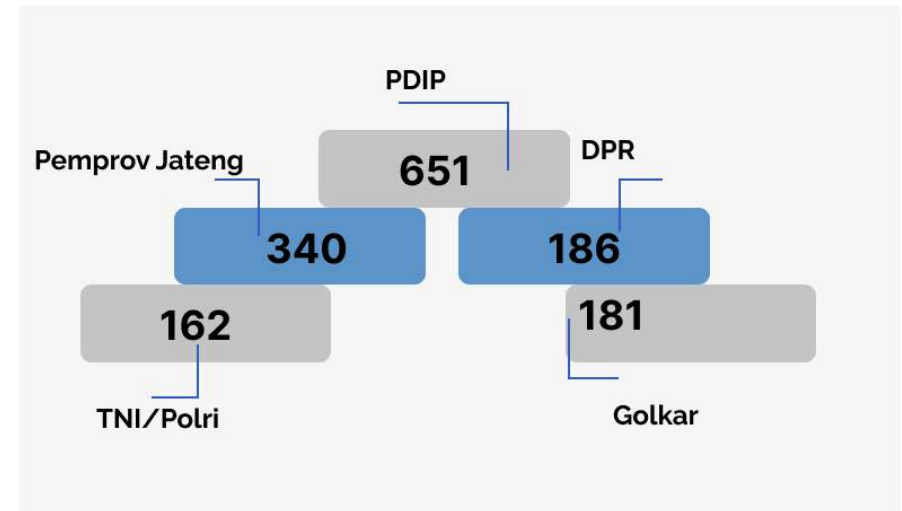 PDIP
DPR
Pemprov Jateng
651
340
186
162
181
TNI/Polri
Golkar